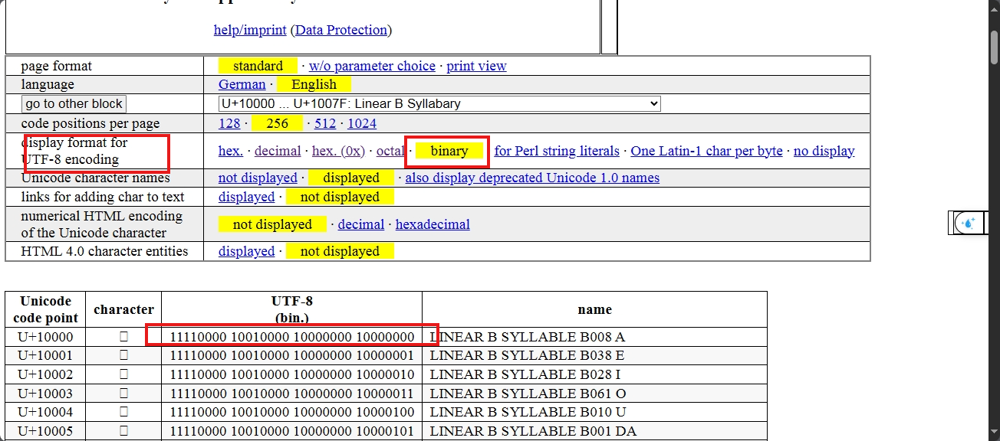 help/imprint (Data Protection)
page format standard · w/o parameter choice · print view
language German · English
go to other block U+10000 ... U+1007F: Linear B Syllabary
code positions per page 128 · 256 · 512 · 1024
display format for
UTF-8 encoding hex. · decimal · hex. (0x) · octal · binary for Perl string literals · One Latin-1 char per byte · no display
Unicode character names not displayed · displayed · also display deprecated Unicode 1.0 names
links for adding char to text displayed · not displayed
numerical HTML encoding
of the Unicode character not displayed · decimal · hexadecimal
HTML 4.0 character entities displayed · not displayed
Unicode
code point character UTF-8
(bin.) name
U+10000 11110000 10010000 10000000 10000000 LINEAR B SYLLABLE B008 A
U+10001 11110000 10010000 10000000 10000001 LINEAR B SYLLABLE B038 E
U+10002 11110000 10010000 10000000 10000010 LINEAR B SYLLABLE B028 I
U+10003 11110000 10010000 10000000 10000011 LINEAR B SYLLABLE B061 O
U+10004 11110000 10010000 10000000 10000100 LINEAR B SYLLABLE B010 U
U+10005 11110000 10010000 10000000 10000101 LINEAR B SYLLABLE B001 DA